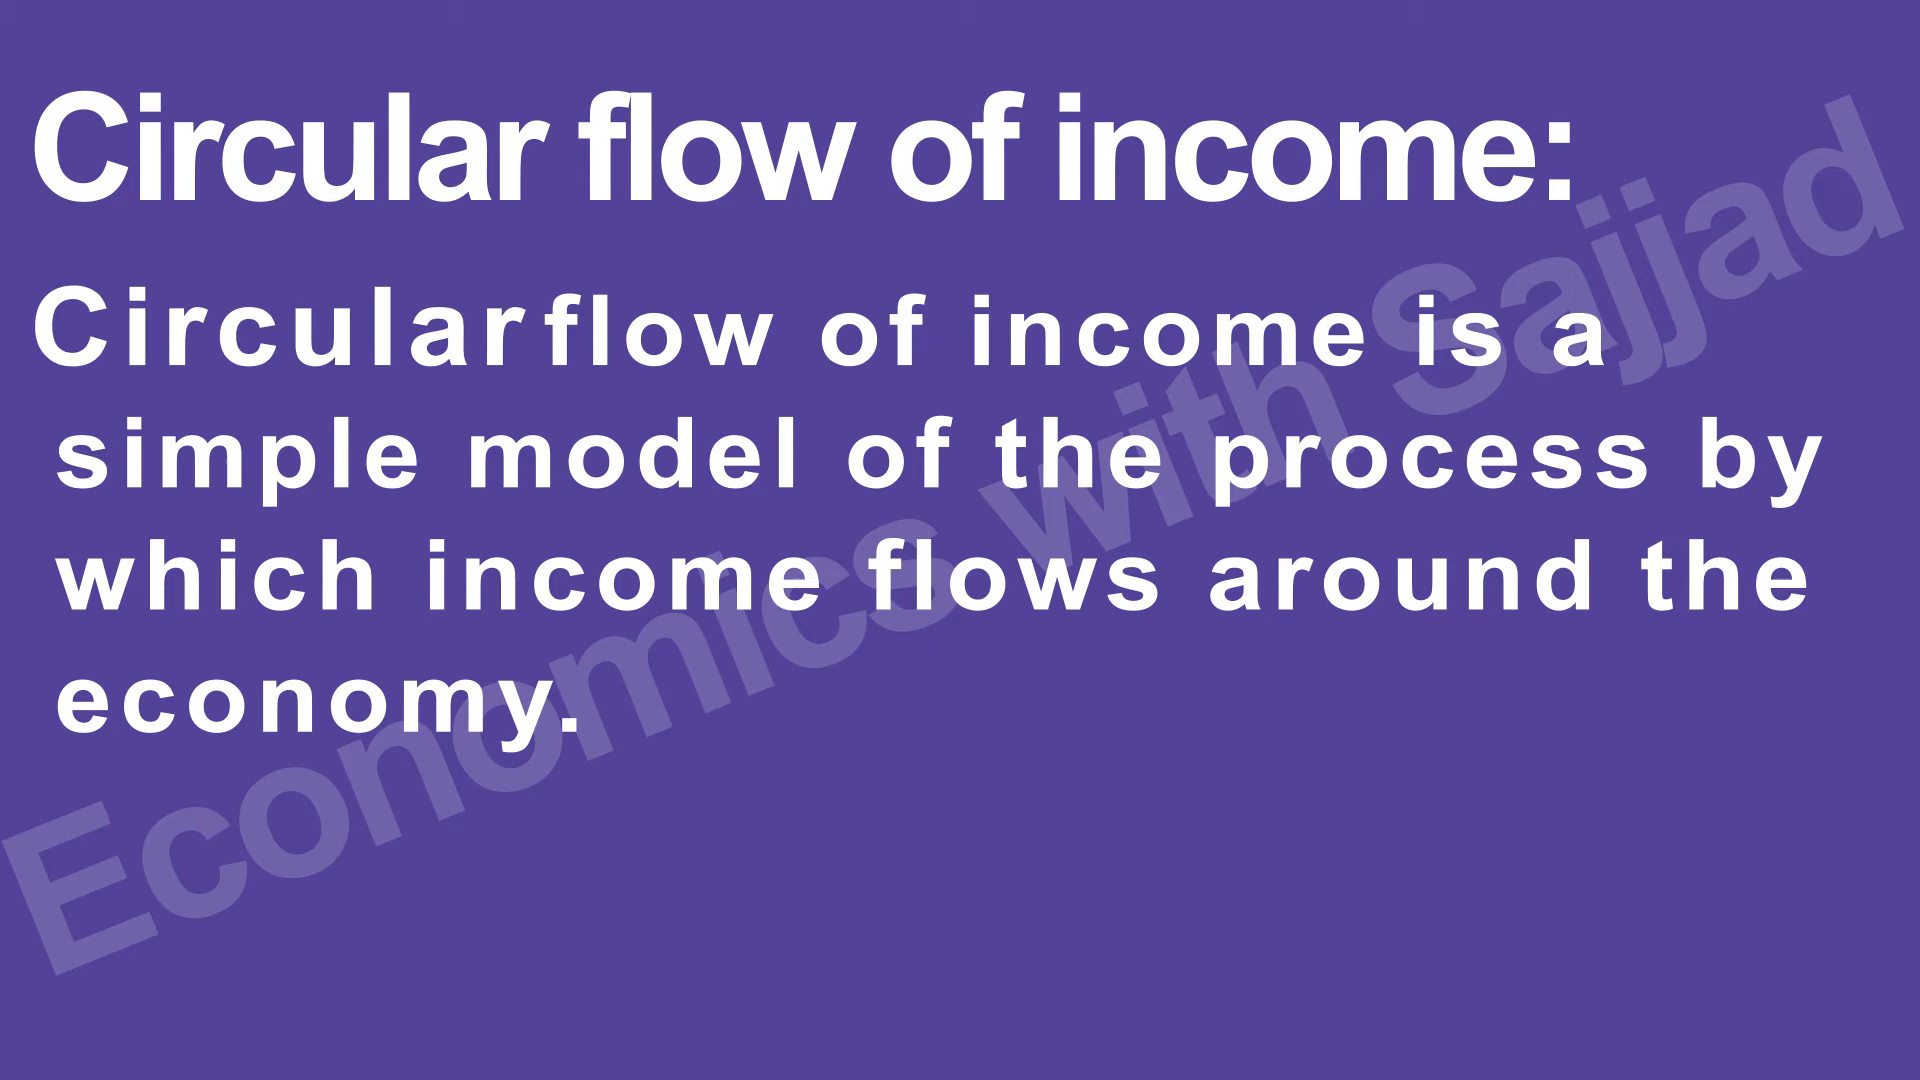 Circular flow of income:
Circular flow of income is a
simple model of the process by
which income flows around the
economy.
Economics with Sajjad